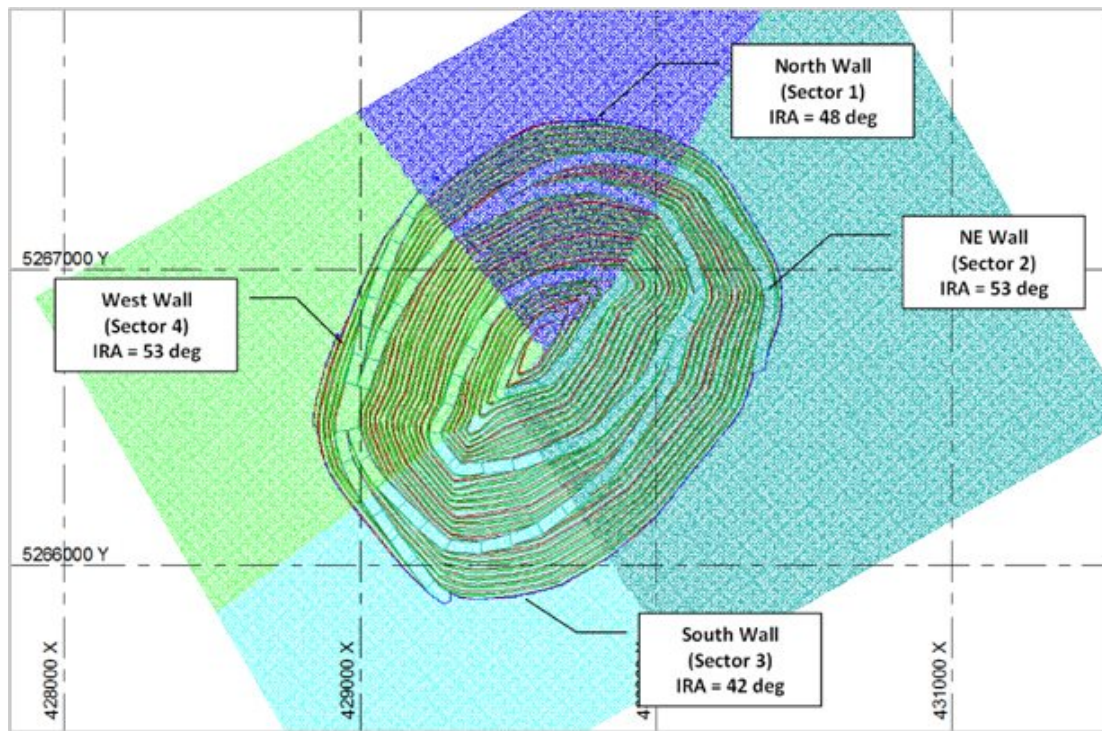 North Wall
(Sector 1)
IRA = 48 deg
NE Wall
(Sector 2)
IRA = 53 deg
5267000 Y
West Wall
(Sector 4)
IRA = 53 deg
5266000 Y
South Wall
(Sector 3)
IRA = 42 deg
428000 X
429000 X
431000 X